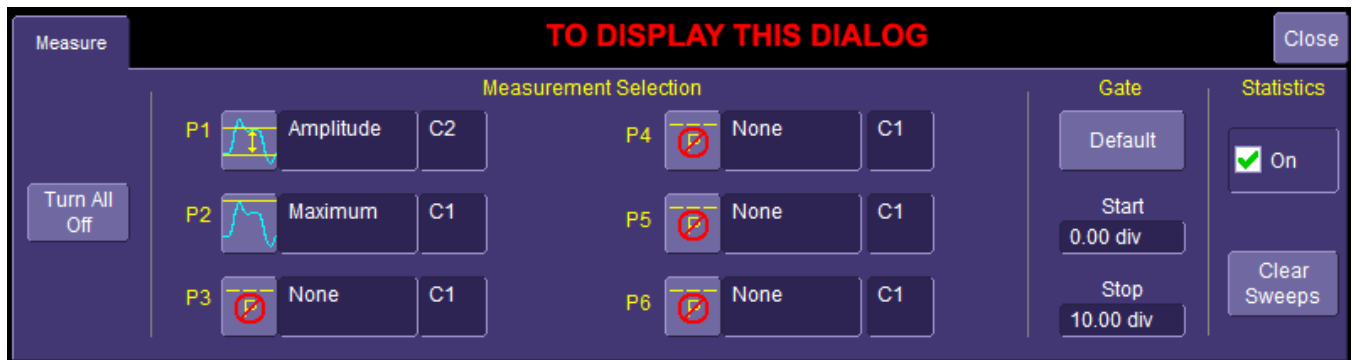 Measure
TO DISPLAY THIS DIALOG
Close
Measurement Selection
Gate
Statistics
P1 Amplitude C2
P4 None C1
Default
On
Turn All
Off
P2 Maximum C1
P5 None C1
Start
0.00 div
P3 None C1
P6 None C1
Stop
10.00 div
Clear
Sweeps